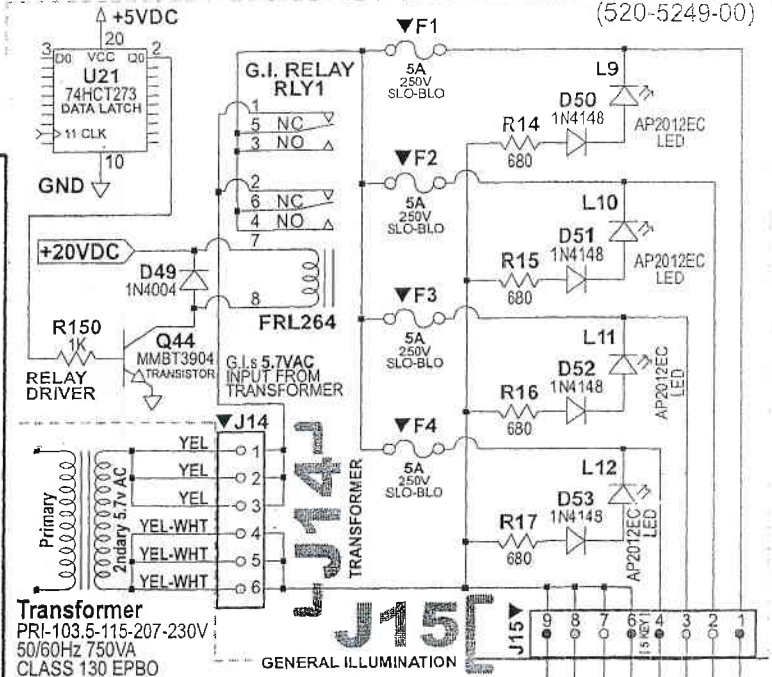 (520-5249-00)
+5VDC
20
3 D0 VCC Q0 2
U21
74HCT273
DATA LATCH
11 CLK
10
GND
G.I. RELAY
RLY1
1
5 NC
3 NO
2
6 NC
4 NO
7
8
FRL264
+20VDC
D49
1N4004
R150
1K
RELAY
DRIVER
Q44
MMBT3904
TRANSISTOR
G.I.s 5.7VAC
INPUT FROM
TRANSFORMER
▼F1
5A
250V
SLO-BLO
L9
D50
1N4148
R14
680
AP2012EC
LED
▼F2
5A
250V
SLO-BLO
L10
D51
1N4148
R15
680
AP2012EC
LED
▼F3
5A
250V
SLO-BLO
L11
D52
1N4148
R16
680
AP2012EC
LED
▼F4
5A
250V
SLO-BLO
L12
D53
1N4148
R17
680
AP2012EC
LED
▼J14
YEL 1
YEL 2
YEL 3
YEL-WHT 4
YEL-WHT 5
YEL-WHT 6
Primary
2ndary 5.7v AC
J14
TRANSFORMER
Transformer
PRI-103.5-115-207-230V
50/60Hz 750VA
CLASS 130 EPBO
J15
GENERAL ILLUMINATION
J15▼
9 8 7 6 [5 KEY] 4 3 2 1